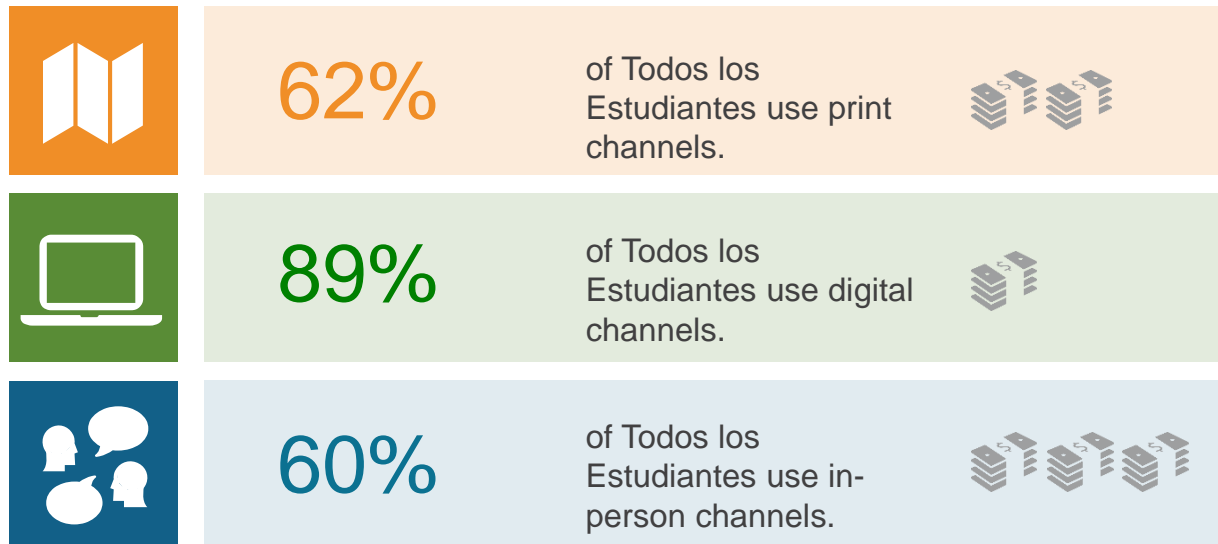 62%
of Todos los
Estudiantes use print
channels.
89%
of Todos los
Estudiantes use digital
channels.
60%
of Todos los
Estudiantes use in-
person channels.